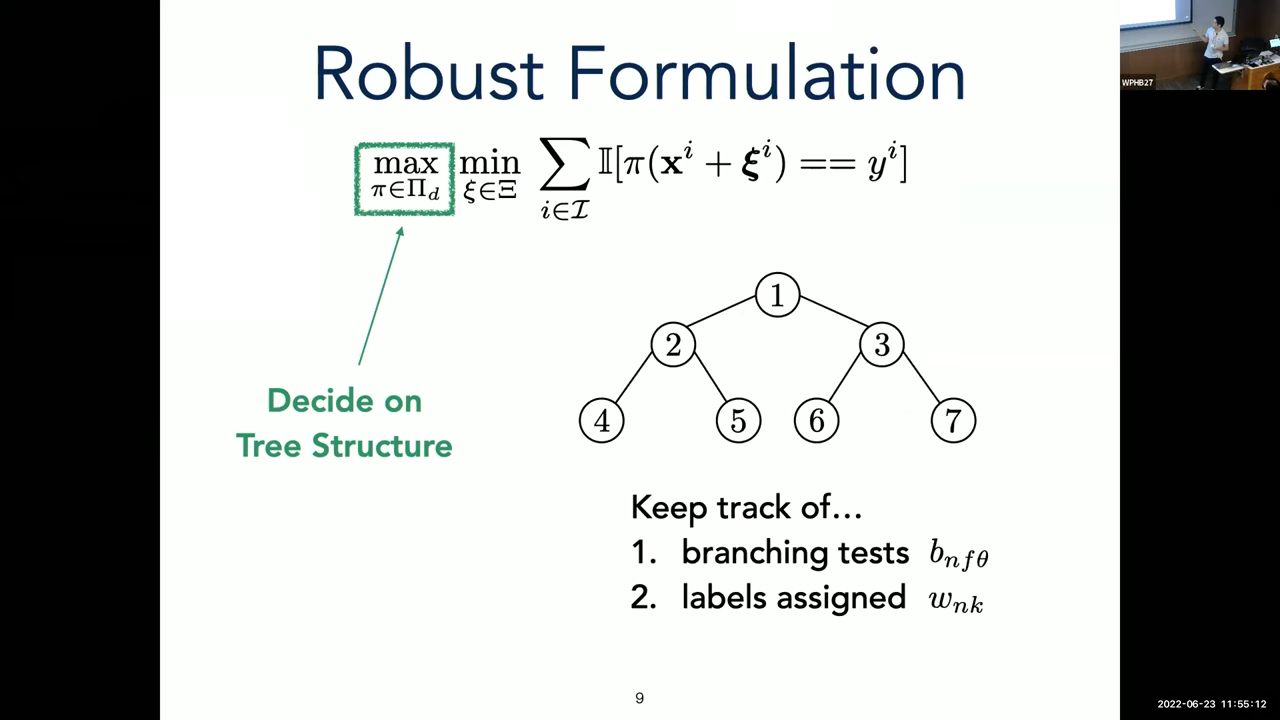 Robust Formulation
max min ∑ 𝕀[π(xⁱ + ξⁱ) == yⁱ]
π∈Π_d ξ∈Ξ i∈ℐ
1
2 3
4 5 6 7
Decide on
Tree Structure
Keep track of...
1. branching tests b_{nfθ}
2. labels assigned w_{nk}
9
WPHB27
2022-06-23 11:55:12